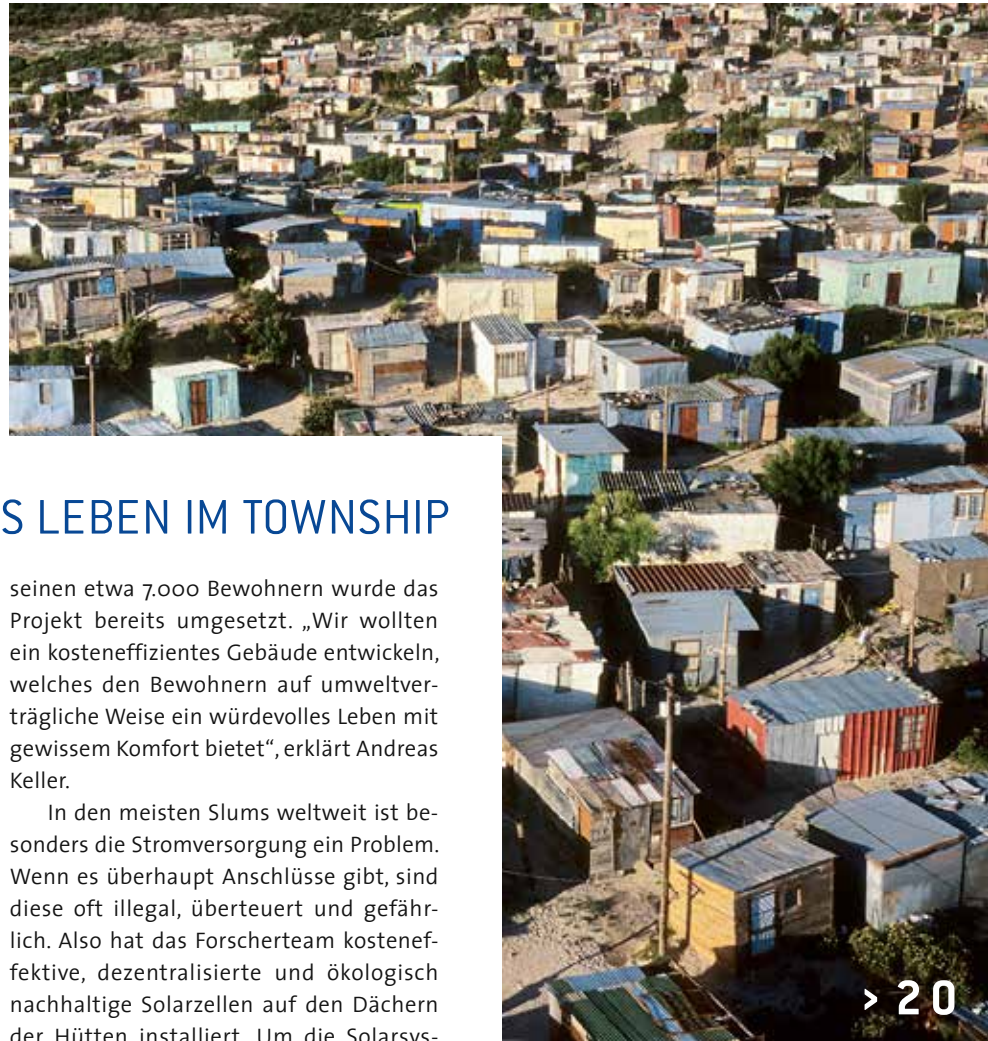 S LEBEN IM TOWNSHIP
seinen etwa 7.000 Bewohnern wurde das
Projekt bereits umgesetzt. „Wir wollten
ein kosteneffizientes Gebäude entwickeln,
welches den Bewohnern auf umweltver-
trägliche Weise ein würdevolles Leben mit
gewissem Komfort bietet“, erklärt Andreas
Keller.
In den meisten Slums weltweit ist be-
sonders die Stromversorgung ein Problem.
Wenn es überhaupt Anschlüsse gibt, sind
diese oft illegal, überteuert und gefähr-
lich. Also hat das Forscherteam kostenef-
fektive, dezentralisierte und ökologisch
nachhaltige Solarzellen auf den Dächern
der Hütten installiert. Um die Solarsys-
> 20